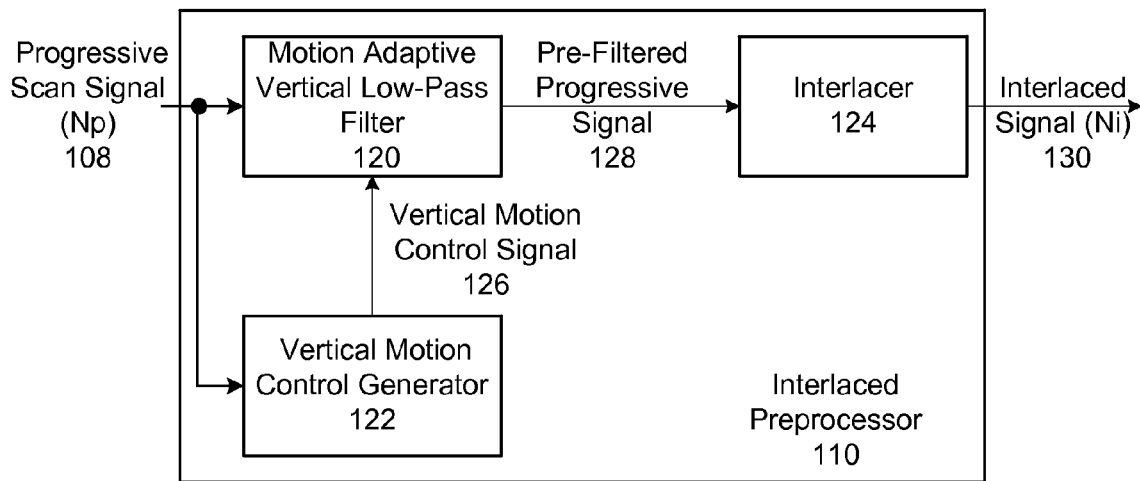 Progressive
Scan Signal
(Np)
108
Motion Adaptive
Vertical Low-Pass
Filter
120
Pre-Filtered
Progressive
Signal
128
Interlacer
124
Interlaced
Signal (Ni)
130
Vertical Motion
Control Signal
126
Vertical Motion
Control Generator
122
Interlaced
Preprocessor
110